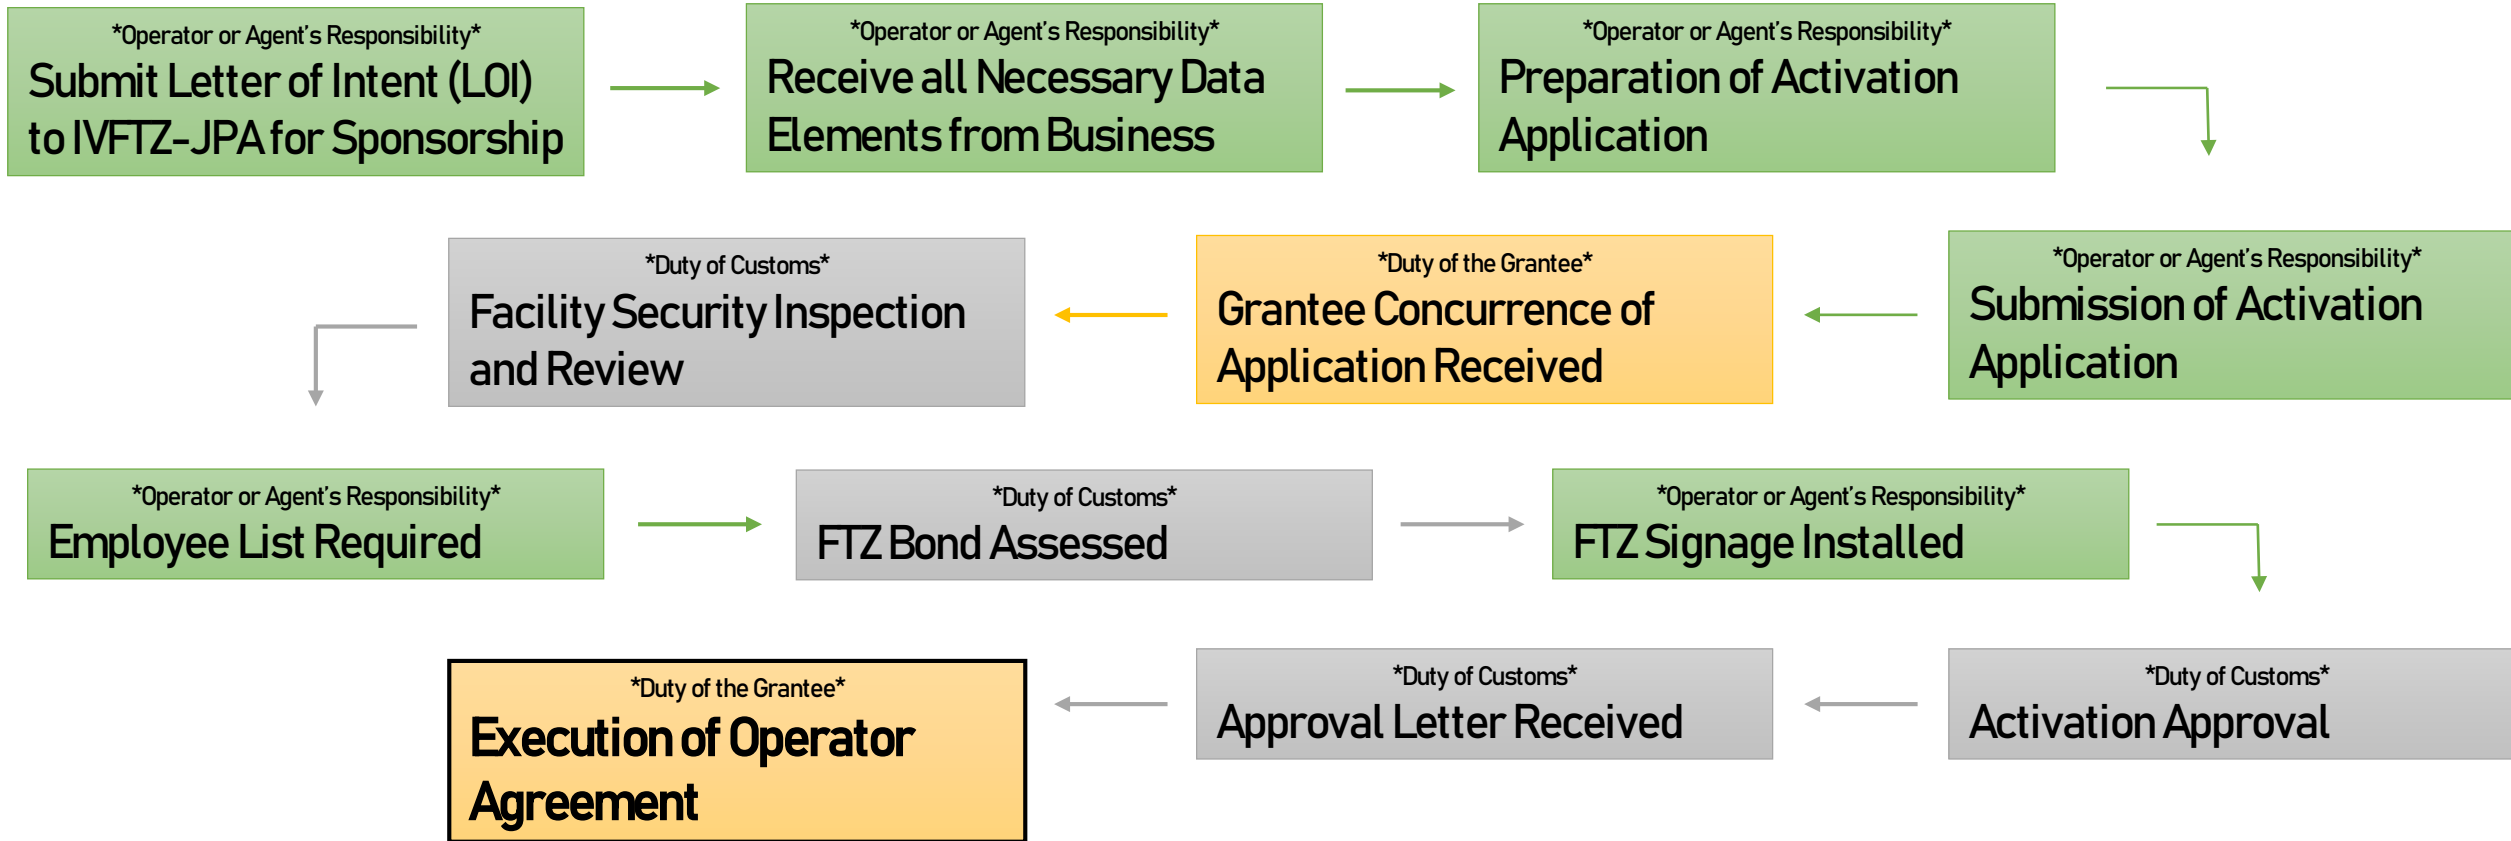 *Operator or Agent's Responsibility*
Submit Letter of Intent (LOI)
to IVFTZ-JPA for Sponsorship
*Operator or Agent's Responsibility*
Receive all Necessary Data
Elements from Business
*Operator or Agent's Responsibility*
Preparation of Activation
Application
*Operator or Agent's Responsibility*
Submission of Activation
Application
*Duty of the Grantee*
Grantee Concurrence of
Application Received
*Duty of Customs*
Facility Security Inspection
and Review
*Operator or Agent's Responsibility*
Employee List Required
*Duty of Customs*
FTZ Bond Assessed
*Operator or Agent's Responsibility*
FTZ Signage Installed
*Duty of Customs*
Activation Approval
*Duty of Customs*
Approval Letter Received
*Duty of the Grantee*
Execution of Operator
Agreement